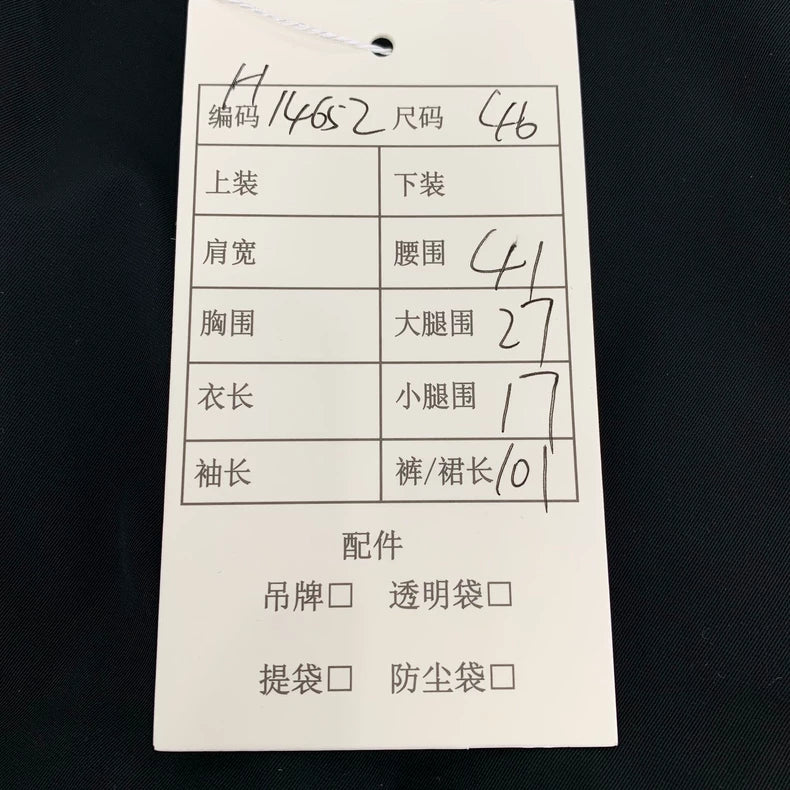 H
编码 14652 尺码 46
上装 下装
肩宽 腰围 41
胸围 大腿围 27
衣长 小腿围 17
袖长 裤/裙长 101
配件
吊牌□ 透明袋□
提袋□ 防尘袋□